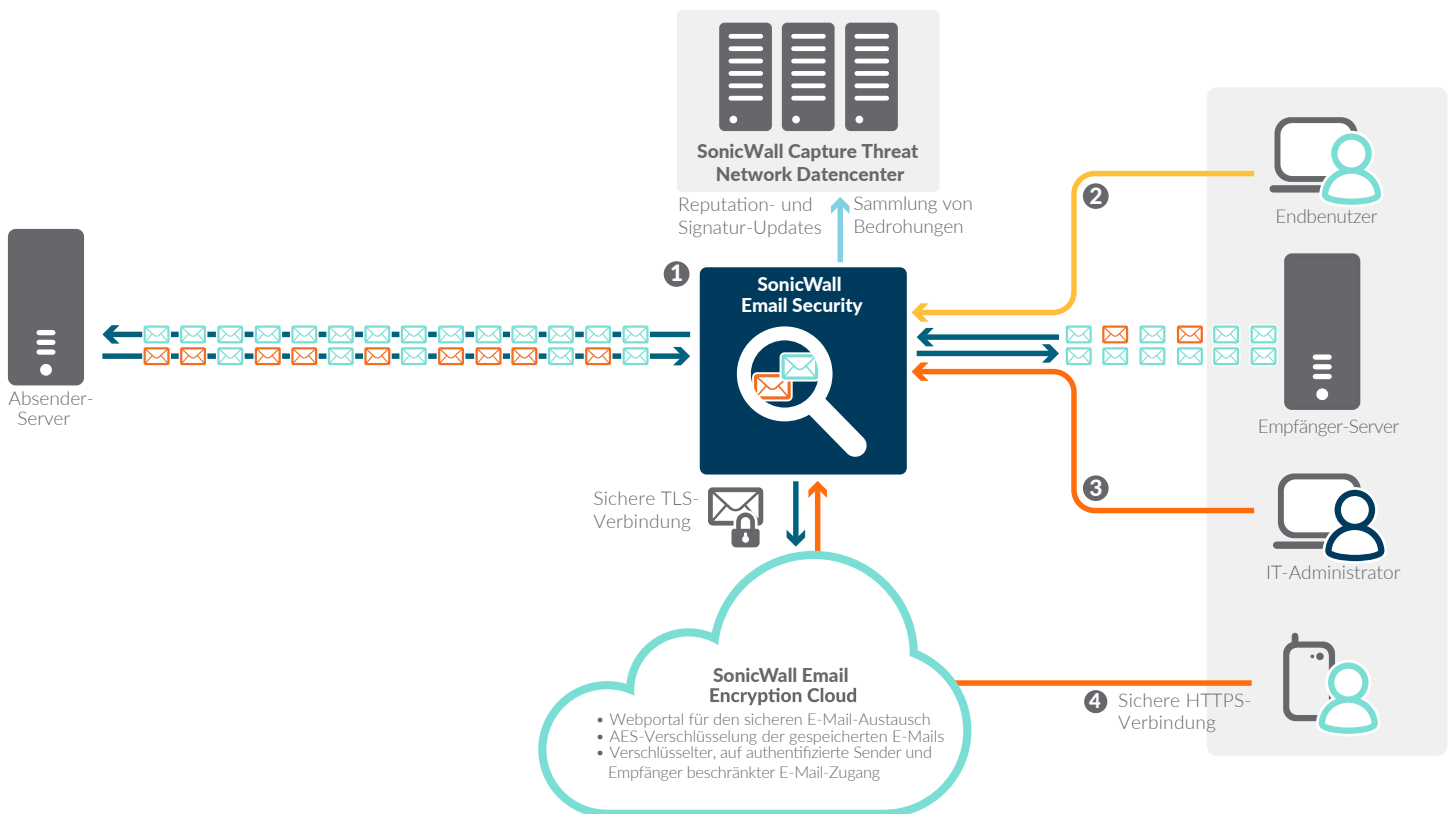 SonicWall Capture Threat
Network Datencenter
Reputation- und
Signatur-Updates
Sammlung von
Bedrohungen
1
SonicWall
Email Security
2
Endbenutzer
Absender-
Server
Empfänger-Server
Sichere TLS-
Verbindung
3
IT-Administrator
SonicWall Email
Encryption Cloud
• Webportal für den sicheren E-Mail-Austausch
• AES-Verschlüsselung der gespeicherten E-Mails
• Verschlüsselter, auf authentifizierte Sender und
Empfänger beschränkter E-Mail-Zugang
4 Sichere HTTPS-
Verbindung